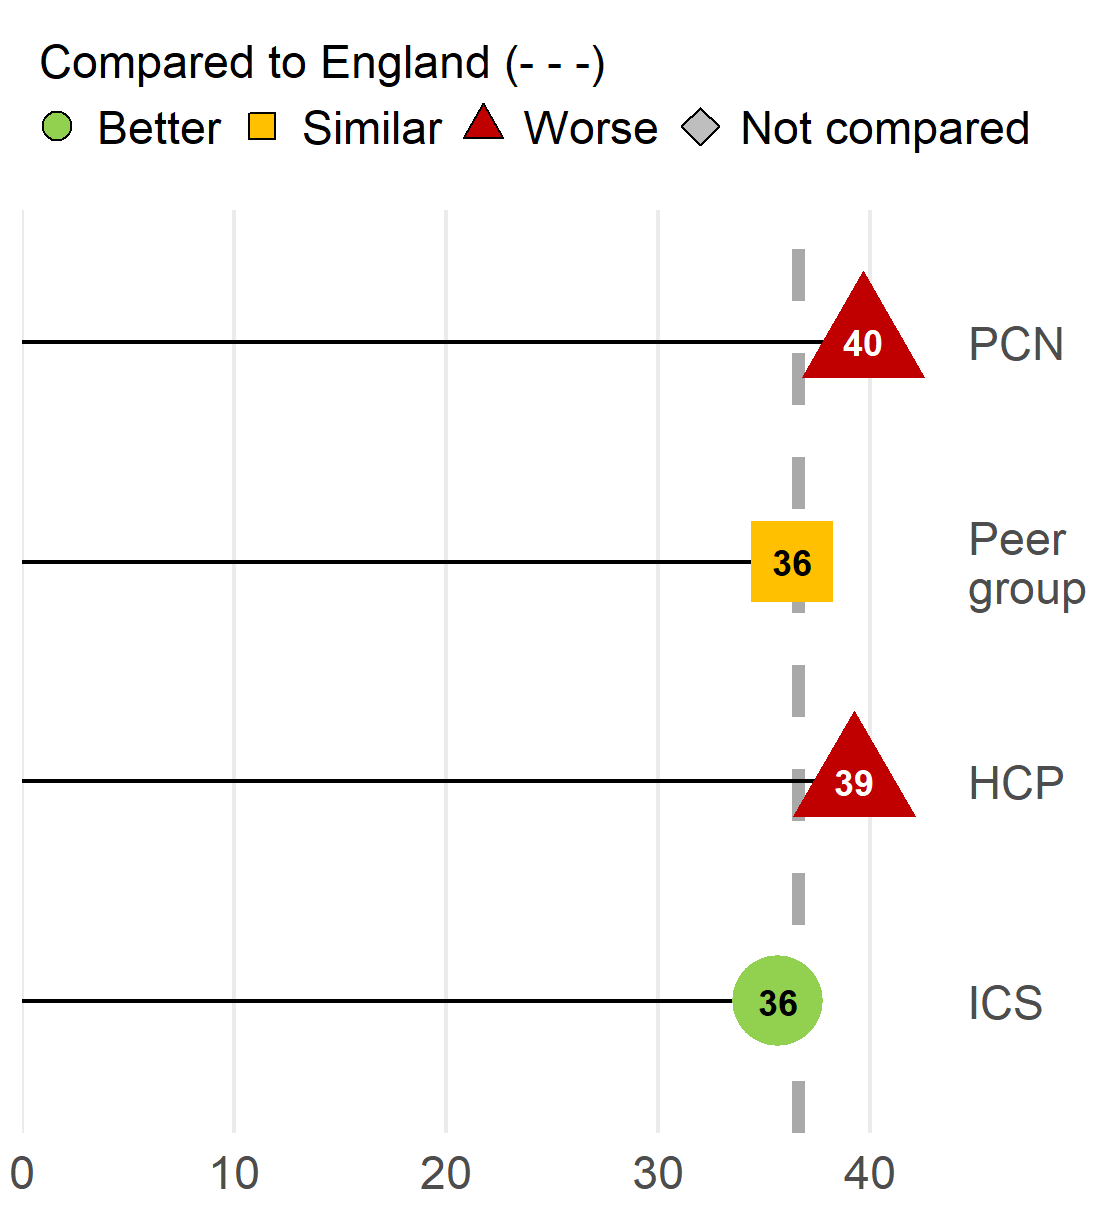 Compared to England (- - -)
Better Similar Worse Not compared
40 PCN
36 Peer
group
39 HCP
36 ICS
0 10 20 30 40